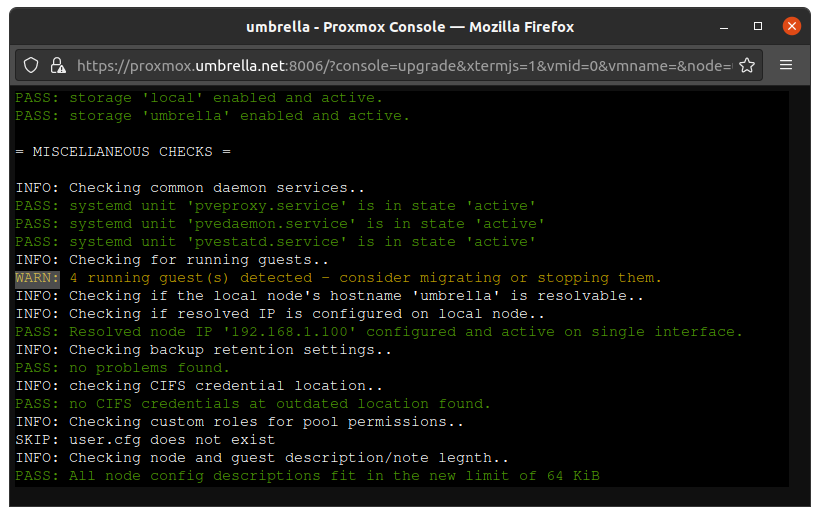 umbrella - Proxmox Console — Mozilla Firefox
https://proxmox.umbrella.net:8006/?console=upgrade&xtermjs=1&vmid=0&vmname=&node=
PASS: storage 'local' enabled and active.
PASS: storage 'umbrella' enabled and active.
= MISCELLANEOUS CHECKS =
INFO: Checking common daemon services..
PASS: systemd unit 'pveproxy.service' is in state 'active'
PASS: systemd unit 'pvedaemon.service' is in state 'active'
PASS: systemd unit 'pvestatd.service' is in state 'active'
INFO: Checking for running guests..
WARN: 4 running guest(s) detected - consider migrating or stopping them.
INFO: Checking if the local node's hostname 'umbrella' is resolvable..
INFO: Checking if resolved IP is configured on local node..
PASS: Resolved node IP '192.168.1.100' configured and active on single interface.
INFO: Checking backup retention settings..
PASS: no problems found.
INFO: checking CIFS credential location..
PASS: no CIFS credentials at outdated location found.
INFO: Checking custom roles for pool permissions..
SKIP: user.cfg does not exist
INFO: Checking node and guest description/note legnth..
PASS: All node config descriptions fit in the new limit of 64 KiB